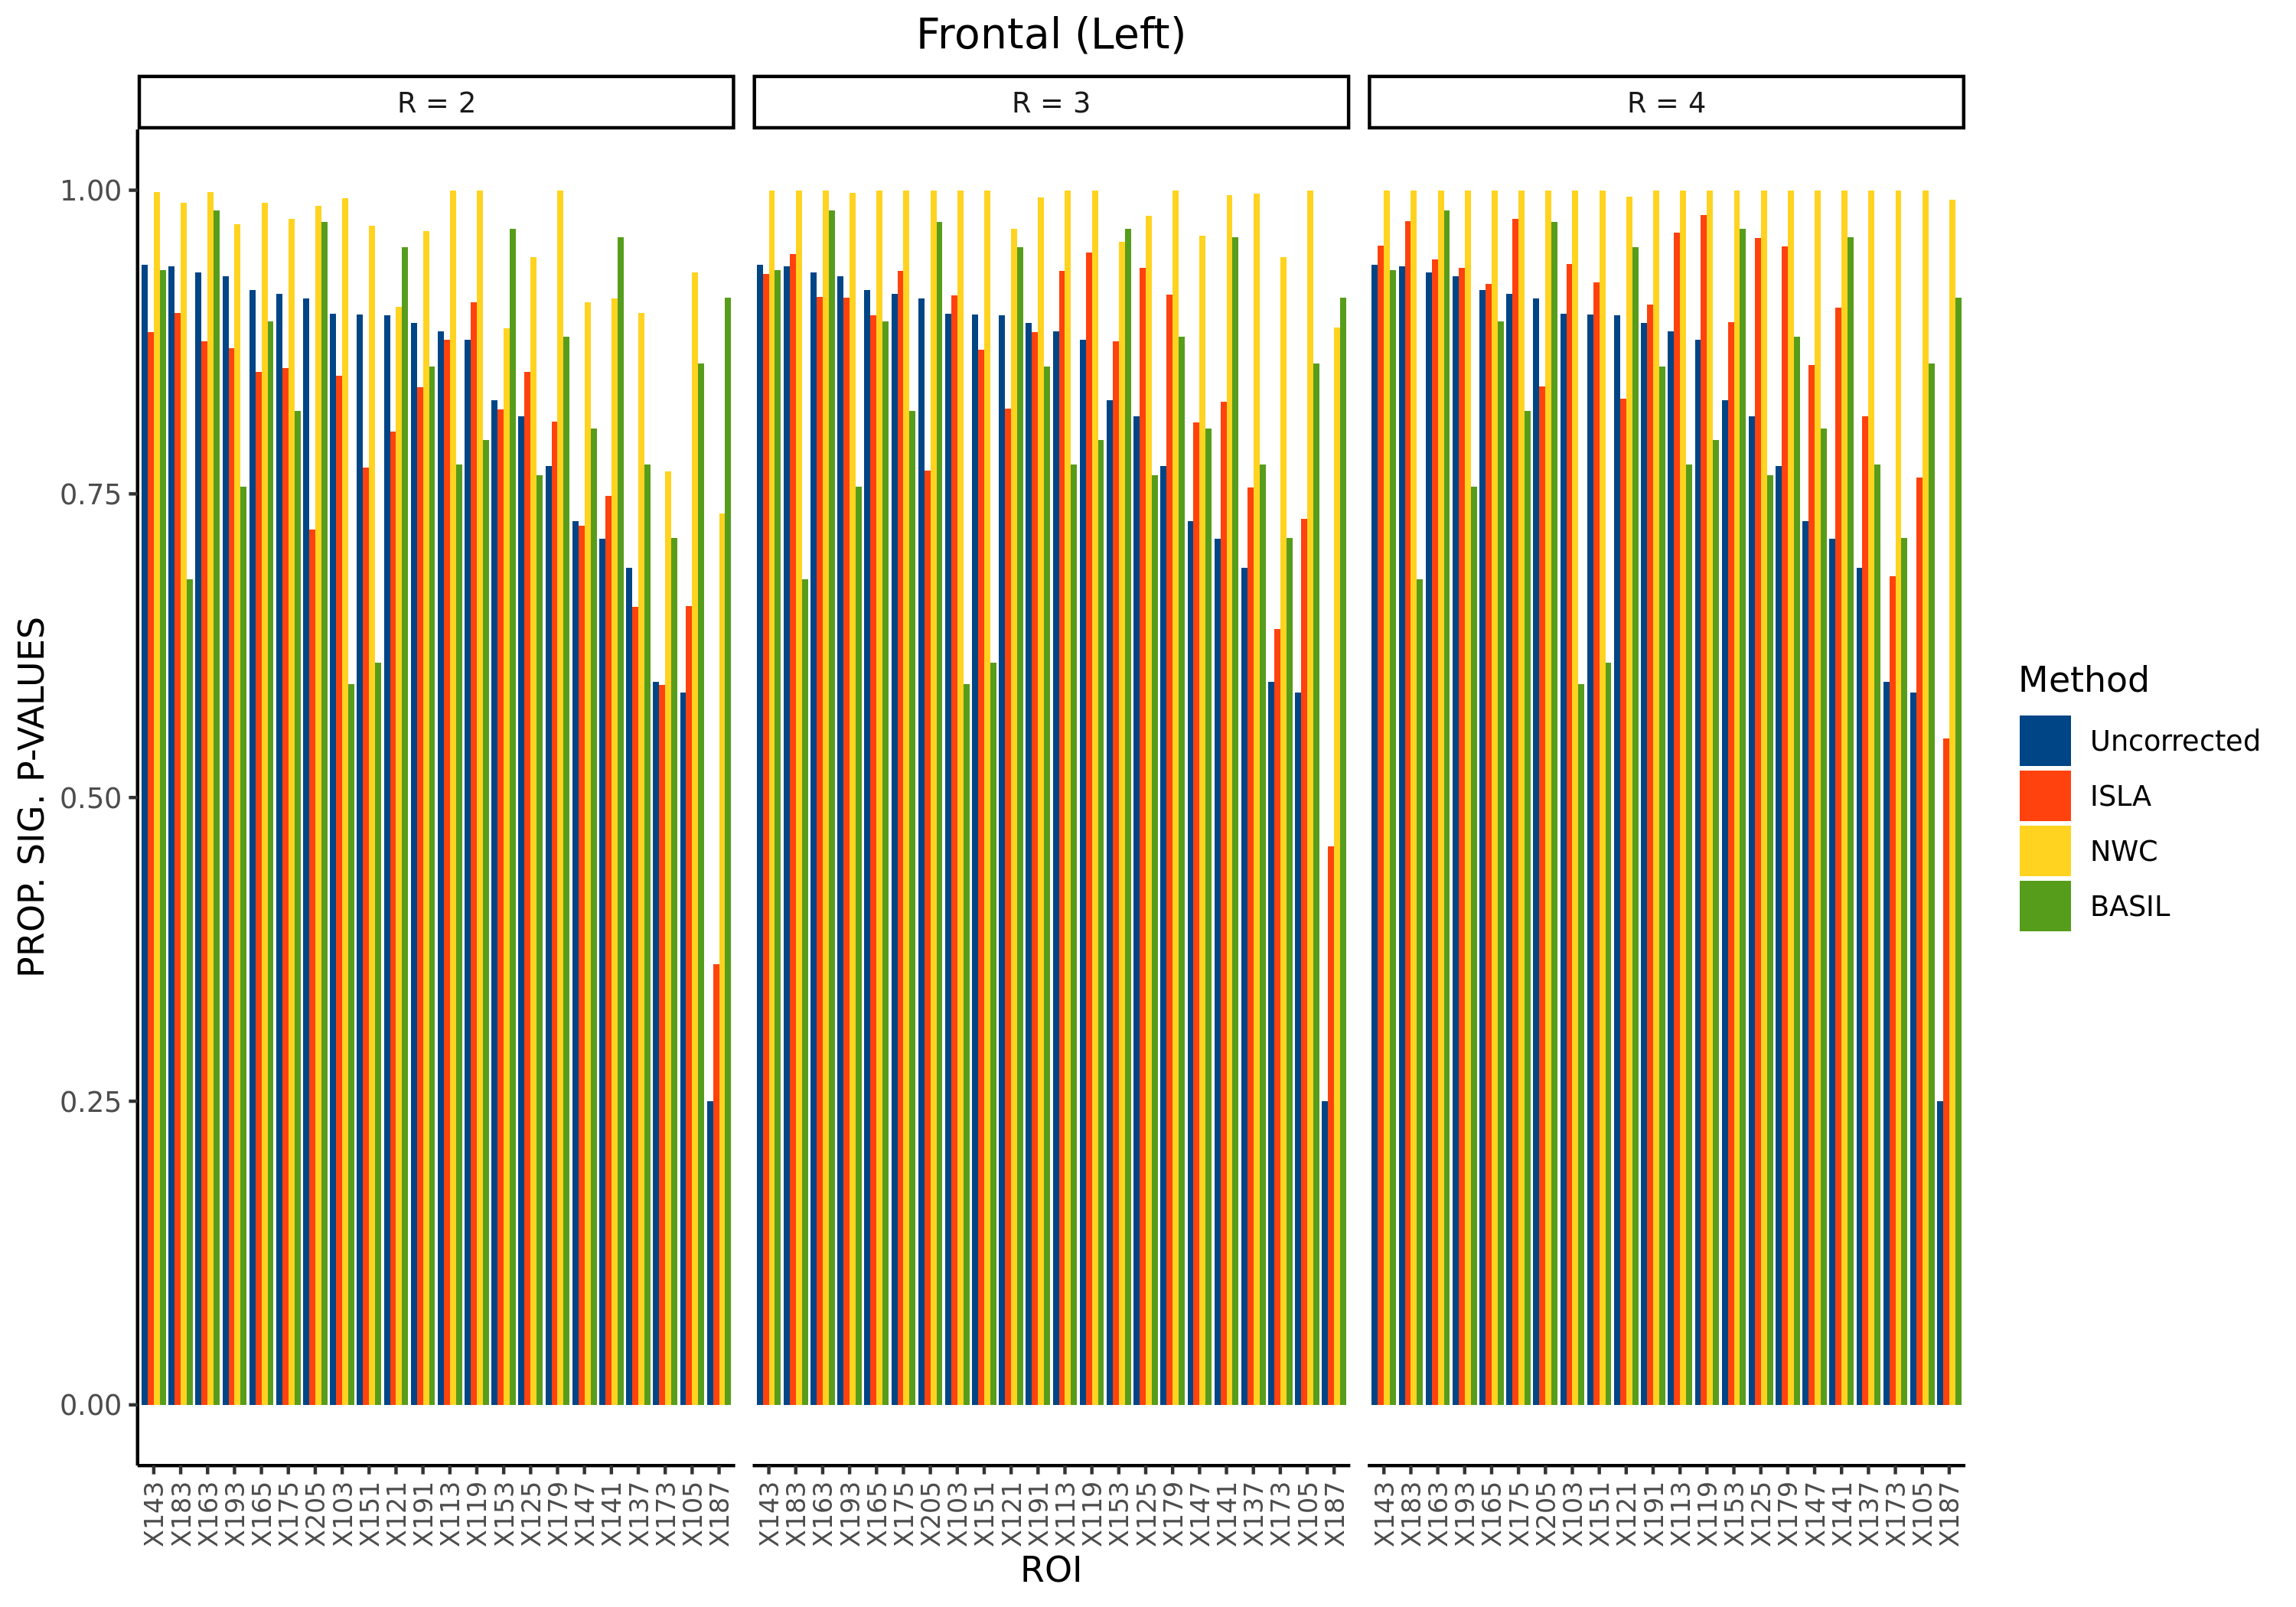 Frontal (Left)
R = 2
R = 3
R = 4
1.00
0.75
0.50
0.25
0.00
PROP. SIG. P-VALUES
X143 X183 X163 X193 X165 X175 X205 X103 X151 X121 X191 X113 X119 X153 X125 X179 X147 X141 X137 X173 X105 X187
X143 X183 X163 X193 X165 X175 X205 X103 X151 X121 X191 X113 X119 X153 X125 X179 X147 X141 X137 X173 X105 X187
X143 X183 X163 X193 X165 X175 X205 X103 X151 X121 X191 X113 X119 X153 X125 X179 X147 X141 X137 X173 X105 X187
ROI
Method
Uncorrected
ISLA
NWC
BASIL